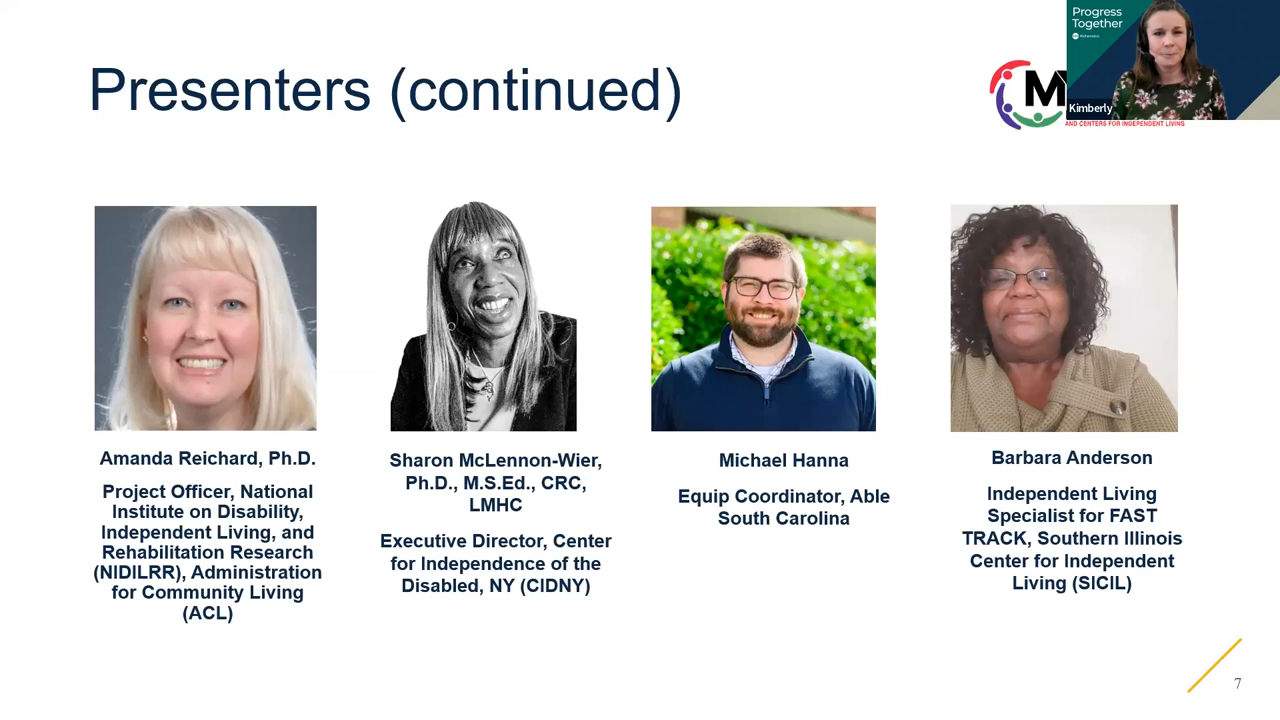 Presenters (continued)
Progress
Together
Mathematica
Kimberly
M
AND CENTERS FOR INDEPENDENT LIVING
Amanda Reichard, Ph.D.
Project Officer, National
Institute on Disability,
Independent Living, and
Rehabilitation Research
(NIDILRR), Administration
for Community Living
(ACL)
Sharon McLennon-Wier,
Ph.D., M.S.Ed., CRC,
LMHC
Executive Director, Center
for Independence of the
Disabled, NY (CIDNY)
Michael Hanna
Equip Coordinator, Able
South Carolina
Barbara Anderson
Independent Living
Specialist for FAST
TRACK, Southern Illinois
Center for Independent
Living (SICIL)
7